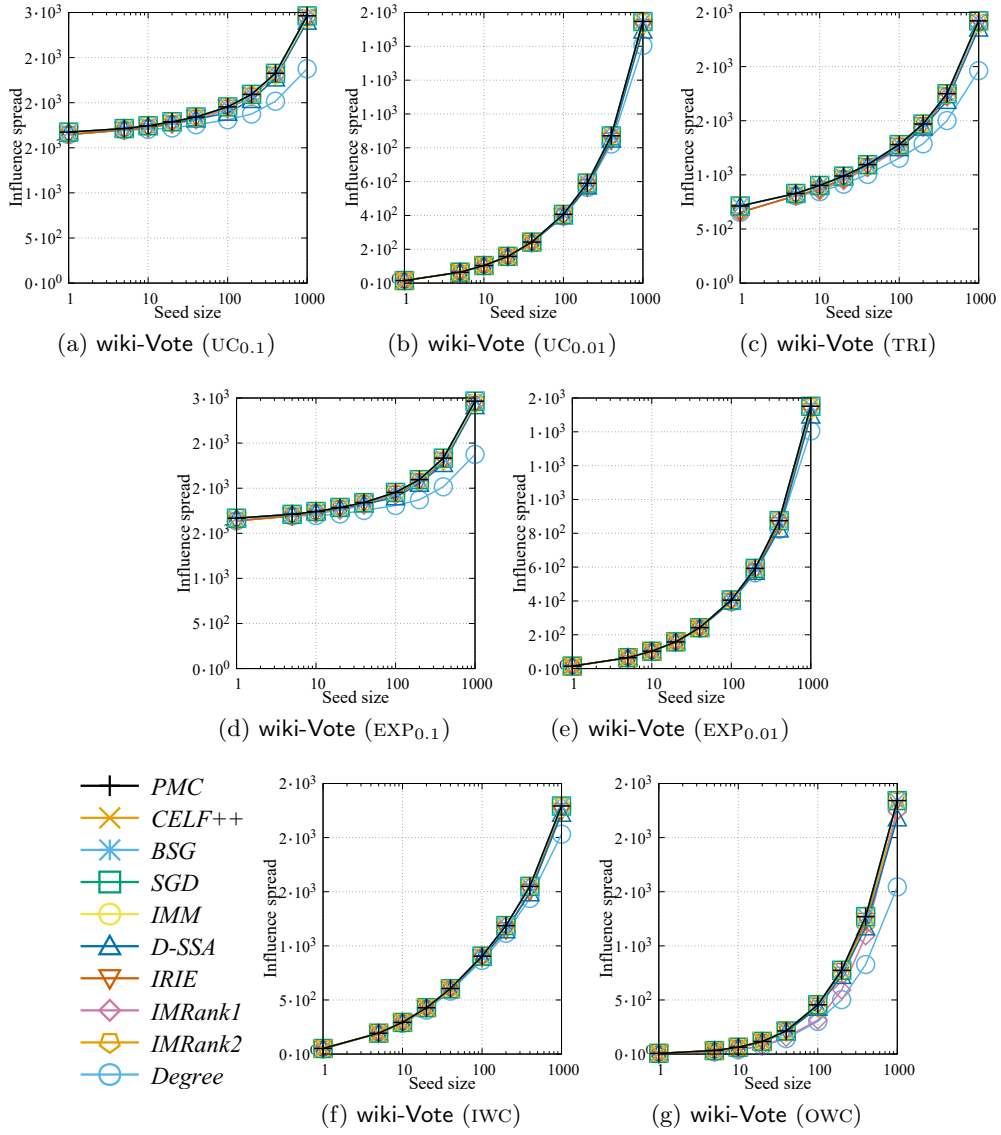 Influence spread
3·10³
2·10³
2·10³
2·10³
1·10³
5·10²
0·10⁰
1 10 100 1000
Seed size
(a) wiki-Vote (UC₀.₁)
Influence spread
1·10³
1·10³
1·10³
8·10²
6·10²
4·10²
2·10²
0·10⁰
1 10 100 1000
Seed size
(b) wiki-Vote (UC₀.₀₁)
Influence spread
2·10³
2·10³
2·10³
1·10³
5·10²
0·10⁰
1 10 100 1000
Seed size
(c) wiki-Vote (TRI)
Influence spread
3·10³
2·10³
2·10³
2·10³
1·10³
5·10²
0·10⁰
1 10 100 1000
Seed size
(d) wiki-Vote (EXP₀.₁)
Influence spread
2·10³
1·10³
1·10³
8·10²
6·10²
4·10²
2·10²
0·10⁰
1 10 100 1000
Seed size
(e) wiki-Vote (EXP₀.₀₁)
PMC
CELF++
BSG
SGD
IMM
D-SSA
IRIE
IMRank1
IMRank2
Degree
Influence spread
2·10³
2·10³
2·10³
1·10³
5·10²
0·10⁰
1 10 100 1000
Seed size
(f) wiki-Vote (IWC)
Influence spread
2·10³
2·10³
2·10³
1·10³
5·10²
0·10⁰
1 10 100 1000
Seed size
(g) wiki-Vote (OWC)